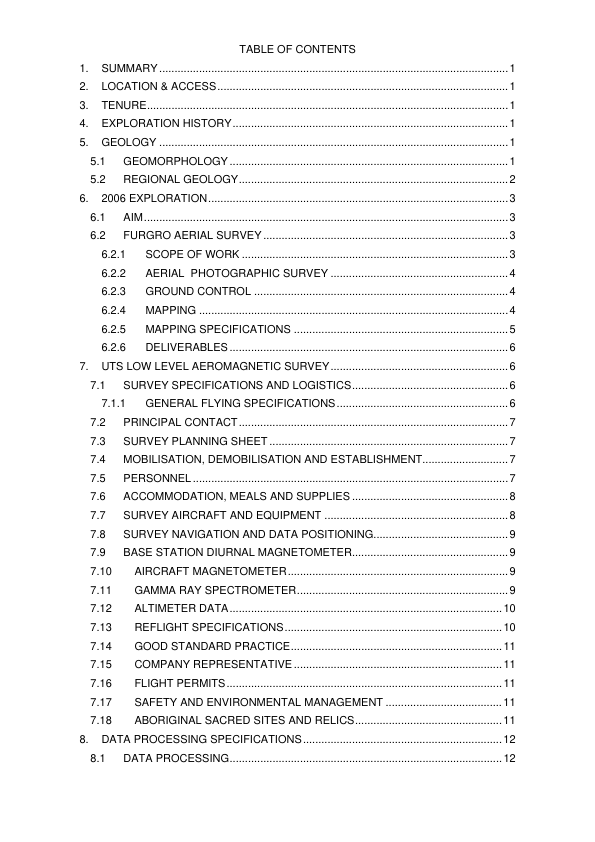 TABLE OF CONTENTS
1. SUMMARY ........ 1
2. LOCATION & ACCESS ........ 1
3. TENURE ........ 1
4. EXPLORATION HISTORY ........ 1
5. GEOLOGY ........ 1
5.1 GEOMORPHOLOGY ........ 1
5.2 REGIONAL GEOLOGY ........ 2
6. 2006 EXPLORATION ........ 3
6.1 AIM ........ 3
6.2 FURGRO AERIAL SURVEY ........ 3
6.2.1 SCOPE OF WORK ........ 3
6.2.2 AERIAL PHOTOGRAPHIC SURVEY ........ 4
6.2.3 GROUND CONTROL ........ 4
6.2.4 MAPPING ........ 4
6.2.5 MAPPING SPECIFICATIONS ........ 5
6.2.6 DELIVERABLES ........ 6
7. UTS LOW LEVEL AEROMAGNETIC SURVEY ........ 6
7.1 SURVEY SPECIFICATIONS AND LOGISTICS ........ 6
7.1.1 GENERAL FLYING SPECIFICATIONS ........ 6
7.2 PRINCIPAL CONTACT ........ 7
7.3 SURVEY PLANNING SHEET ........ 7
7.4 MOBILISATION, DEMOBILISATION AND ESTABLISHMENT ........ 7
7.5 PERSONNEL ........ 7
7.6 ACCOMMODATION, MEALS AND SUPPLIES ........ 8
7.7 SURVEY AIRCRAFT AND EQUIPMENT ........ 8
7.8 SURVEY NAVIGATION AND DATA POSITIONING ........ 9
7.9 BASE STATION DIURNAL MAGNETOMETER ........ 9
7.10 AIRCRAFT MAGNETOMETER ........ 9
7.11 GAMMA RAY SPECTROMETER ........ 9
7.12 ALTIMETER DATA ........ 10
7.13 REFLIGHT SPECIFICATIONS ........ 10
7.14 GOOD STANDARD PRACTICE ........ 11
7.15 COMPANY REPRESENTATIVE ........ 11
7.16 FLIGHT PERMITS ........ 11
7.17 SAFETY AND ENVIRONMENTAL MANAGEMENT ........ 11
7.18 ABORIGINAL SACRED SITES AND RELICS ........ 11
8. DATA PROCESSING SPECIFICATIONS ........ 12
8.1 DATA PROCESSING ........ 12